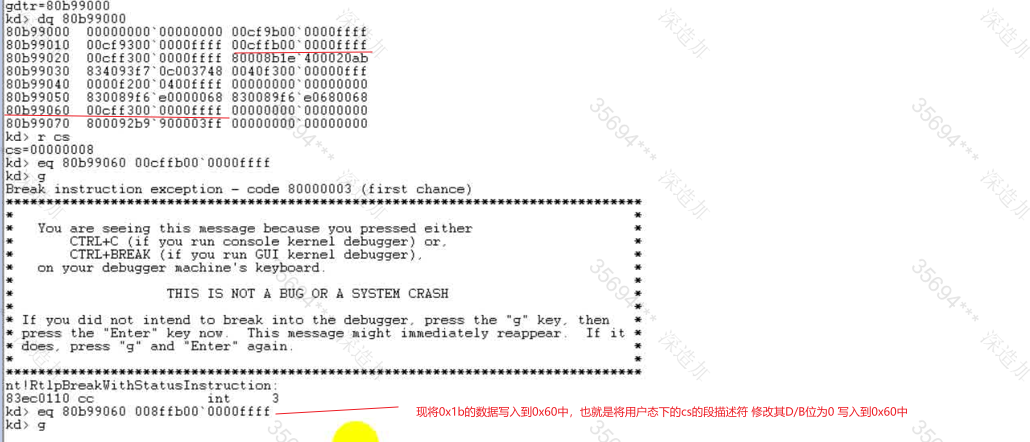 gdtr=80b99000
kd> dq 80b99000
80b99000  00000000`00000000 00cf9b00`0000ffff
80b99010  00cf9300`0000ffff 00cffb00`0000ffff
80b99020  00cff300`0000ffff 80008b1e`400020ab
80b99030  834093f7`0c003748 0040f300`00000fff
80b99040  0000f200`0400ffff 00000000`00000000
80b99050  830089f6`e0000068 830089f6`e0680068
80b99060  00cff300`0000ffff 00000000`00000000
80b99070  800092b9`900003ff 00000000`00000000
kd> r cs
cs=00000008
kd> eq 80b99060 00cffb00`0000ffff
kd> g
Break instruction exception - code 80000003 (first chance)
*******************************************************************************
*                                                                             *
*   You are seeing this message because you pressed either                    *
*       CTRL+C (if you run console kernel debugger) or,                       *
*       CTRL+BREAK (if you run GUI kernel debugger),                          *
*   on your debugger machine's keyboard.                                      *
*                                                                             *
*                   THIS IS NOT A BUG OR A SYSTEM CRASH                       *
*                                                                             *
* If you did not intend to break into the debugger, press the "g" key, then   *
* press the "Enter" key now.  This message might immediately reappear.  If it *
* does, press "g" and "Enter" again.                                          *
*                                                                             *
*******************************************************************************
nt!RtlpBreakWithStatusInstruction:
83ec0110 cc              int     3
kd> eq 80b99060 008ffb00`0000ffff
现将0x1b的数据写入到0x60中，也就是将用户态下的cs的段描述符 修改其D/B位为0 写入到0x60中
kd> g
35694***
深造加